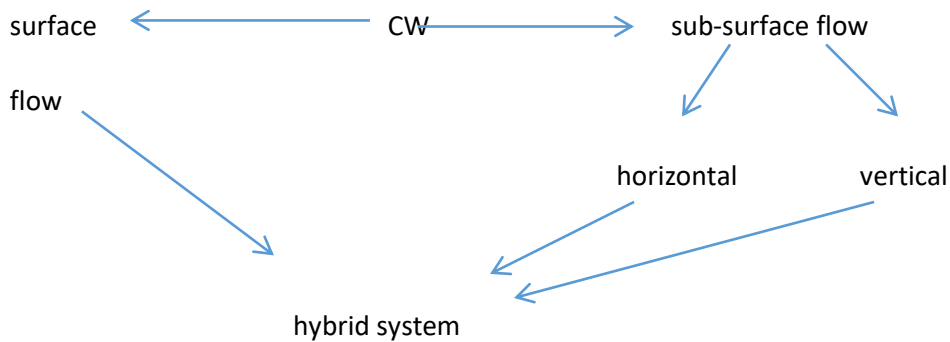 surface CW sub-surface flow
flow
horizontal vertical
hybrid system